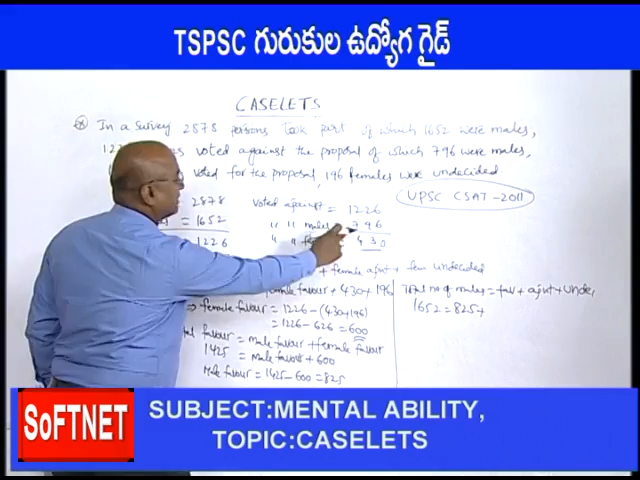 TSPSC గురుకుల ఉద్యోగ గైడ్
CASELETS
In a survey 2878 persons took part of which 1652 were males,
voted against the proposal of which 796 were males,
voted for the proposal, 196 females were undecided
UPSC CSAT-2011
2878
= 1652
1226
Voted against = 1226
" " males = 796
" " 430
+ female agnst + fem undecided
female favour + 430 + 196
⇒ female favour = 1226-(430+196)
= 1226-626 = 600
favour = male favour + female favour
1425 = male favour + 600
Male favour = 1425-600 = 825
Total no of males = fav + agnt + unde
1652 = 825 +
SoFTNET
SUBJECT:MENTAL ABILITY,
TOPIC:CASELETS